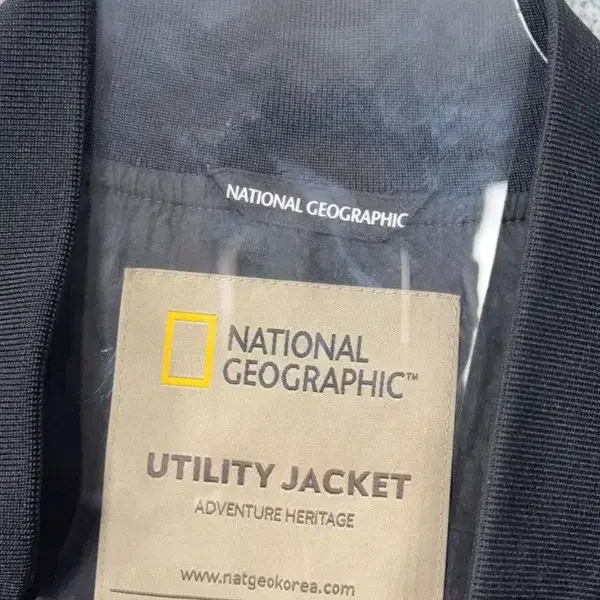 NATIONAL GEOGRAPHIC
NATIONAL
GEOGRAPHIC™
UTILITY JACKET
ADVENTURE HERITAGE
www.natgeokorea.com